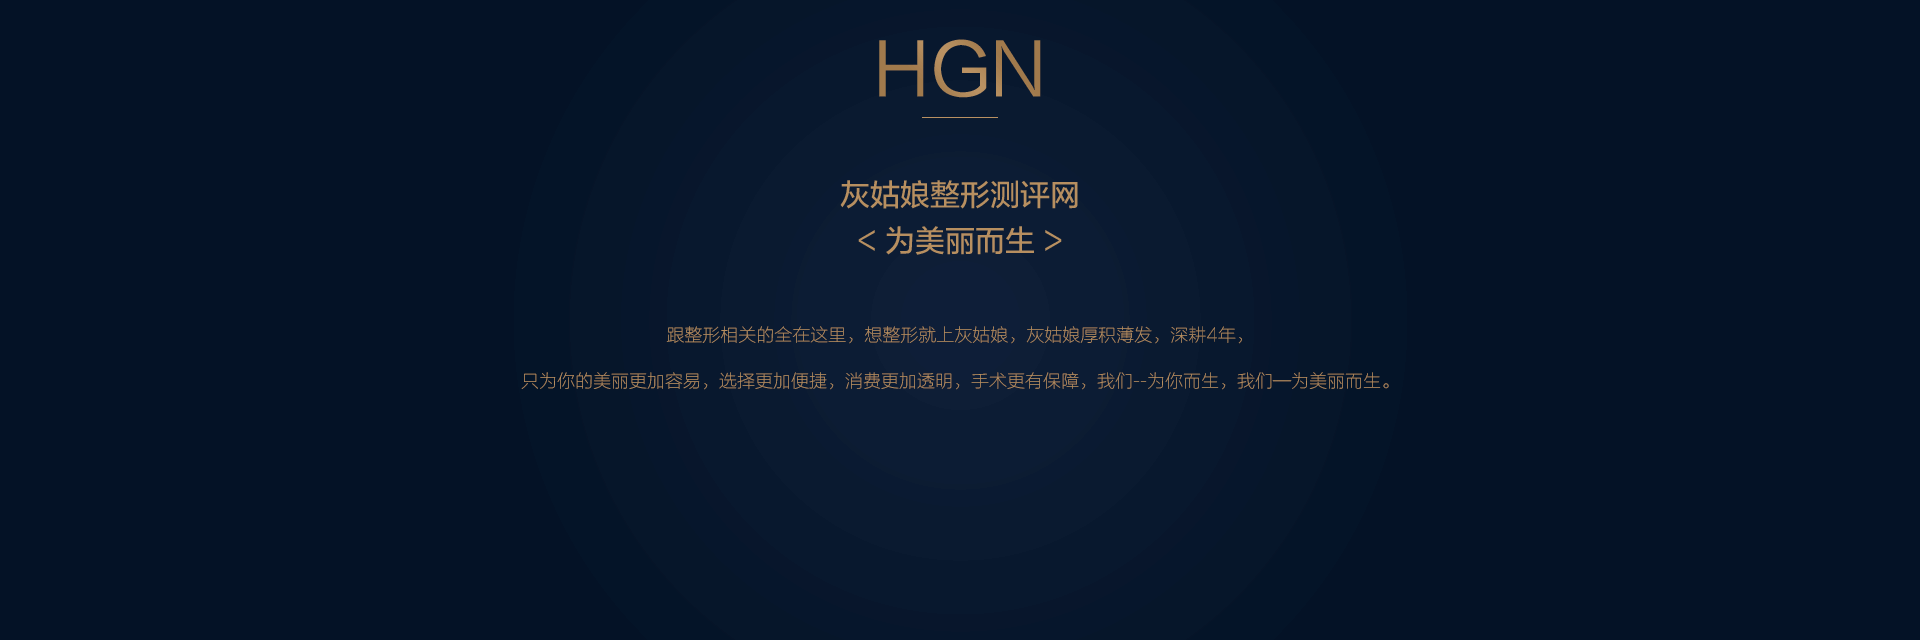 HGN
灰姑娘整形测评网
< 为美丽而生 >
跟整形相关的全在这里，想整形就上灰姑娘，灰姑娘厚积薄发，深耕4年，
只为你的美丽更加容易，选择更加便捷，消费更加透明，手术更有保障，我们--为你而生，我们—为美丽而生。